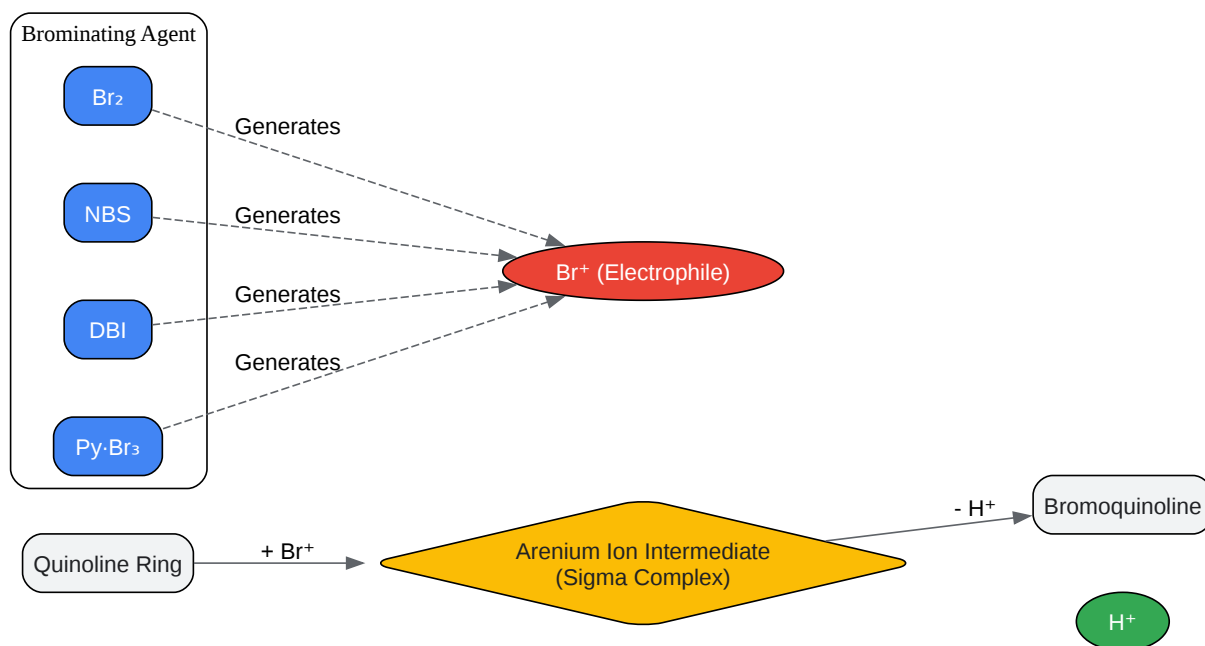 Brominating Agent
Br₂
Generates
NBS
Generates
Br⁺ (Electrophile)
Generates
DBI
Generates
Py·Br₃
Quinoline Ring
+ Br⁺
Arenium Ion Intermediate
(Sigma Complex)
- H⁺
Bromoquinoline
H⁺